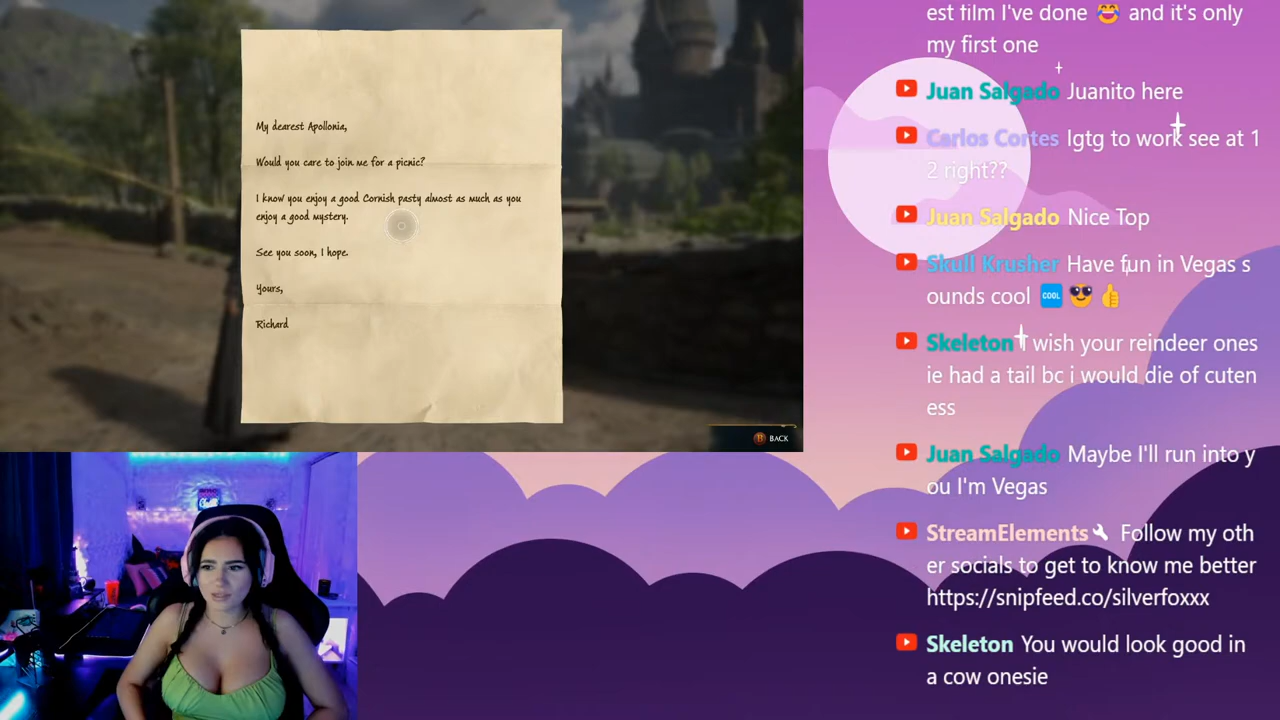 My dearest Apollonia,
Would you care to join me for a picnic?
I know you enjoy a good Cornish pasty almost as much as you
enjoy a good mystery.
See you soon, I hope.
Yours,
Richard
B BACK
est film I've done 😂 and it's only
my first one
Juan Salgado Juanito here
Carlos Cortes Igtg to work see at 1
2 right??
Juan Salgado Nice Top
Skull Krusher Have fun in Vegas s
ounds cool COOL 😎 👍
Skeleton I wish your reindeer ones
ie had a tail bc i would die of cuten
ess
Juan Salgado Maybe I'll run into y
ou I'm Vegas
StreamElements Follow my oth
er socials to get to know me better
https://snipfeed.co/silverfoxxx
Skeleton You would look good in
a cow onesie